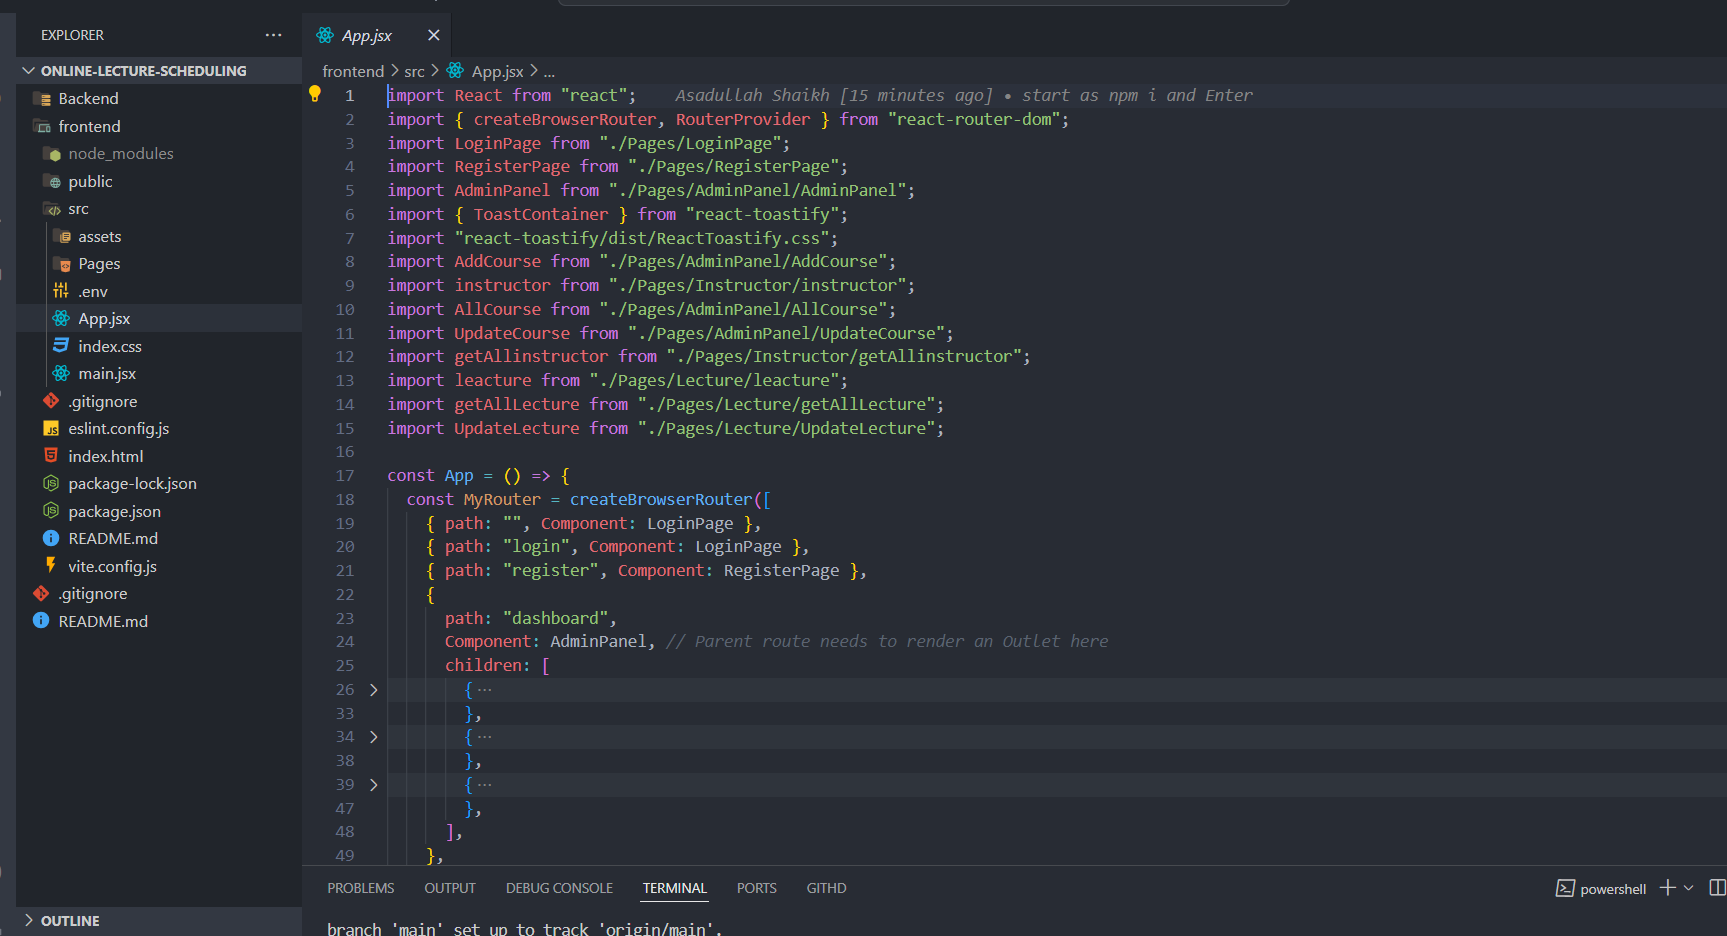 EXPLORER
ONLINE-LECTURE-SCHEDULING
Backend
frontend
node_modules
public
src
assets
Pages
.env
App.jsx
index.css
main.jsx
.gitignore
eslint.config.js
index.html
package-lock.json
package.json
README.md
vite.config.js
.gitignore
README.md
OUTLINE
App.jsx
frontend > src > App.jsx > ...
1 import React from "react"; Asadullah Shaikh [15 minutes ago] • start as npm i and Enter
2 import { createBrowserRouter, RouterProvider } from "react-router-dom";
3 import LoginPage from "./Pages/LoginPage";
4 import RegisterPage from "./Pages/RegisterPage";
5 import AdminPanel from "./Pages/AdminPanel/AdminPanel";
6 import { ToastContainer } from "react-toastify";
7 import "react-toastify/dist/ReactToastify.css";
8 import AddCourse from "./Pages/AdminPanel/AddCourse";
9 import instructor from "./Pages/Instructor/instructor";
10 import AllCourse from "./Pages/AdminPanel/AllCourse";
11 import UpdateCourse from "./Pages/AdminPanel/UpdateCourse";
12 import getAllinstructor from "./Pages/Instructor/getAllinstructor";
13 import leacture from "./Pages/Lecture/leacture";
14 import getAllLecture from "./Pages/Lecture/getAllLecture";
15 import UpdateLecture from "./Pages/Lecture/UpdateLecture";
16
17 const App = () => {
18 const MyRouter = createBrowserRouter([
19 { path: "", Component: LoginPage },
20 { path: "login", Component: LoginPage },
21 { path: "register", Component: RegisterPage },
22 {
23 path: "dashboard",
24 Component: AdminPanel, // Parent route needs to render an Outlet here
25 children: [
26 { ...
33 },
34 { ...
38 },
39 { ...
47 },
48 ],
49 },
PROBLEMS OUTPUT DEBUG CONSOLE TERMINAL PORTS GITHD
powershell
branch 'main' set up to track 'origin/main'.